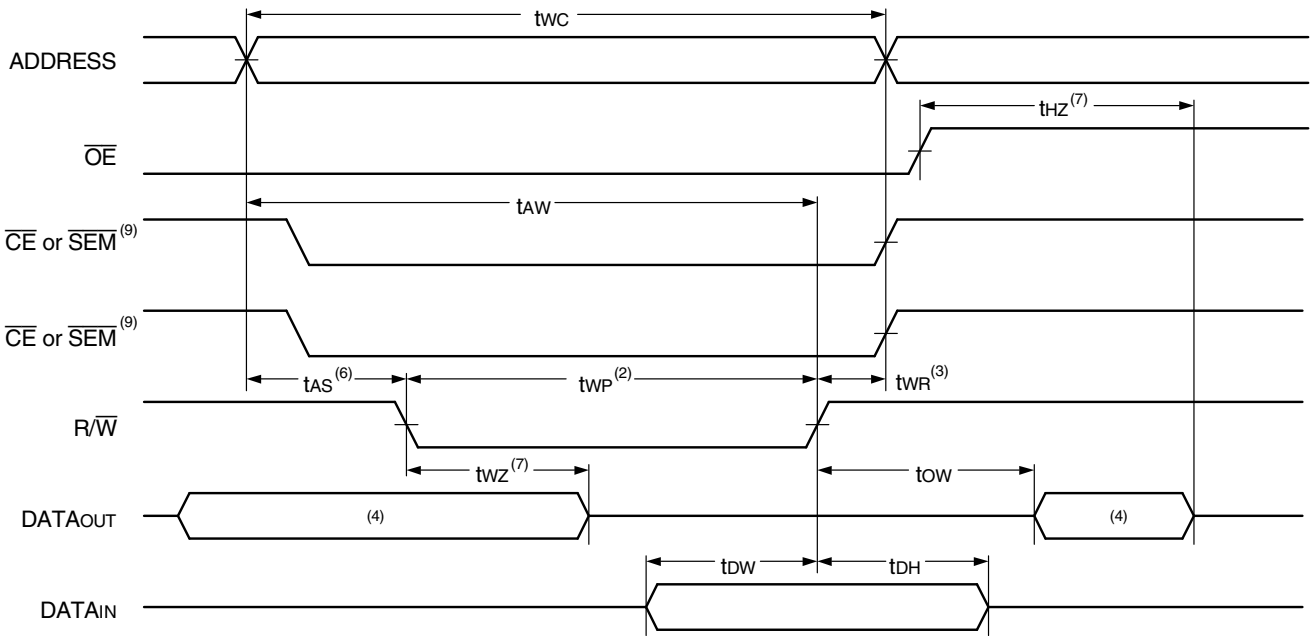 tWC
ADDRESS
tHZ(7)
OE
tAW
CE or SEM(9)
CE or SEM(9)
tAS(6) tWP(2) tWR(3)
R/W
tWZ(7) tOW
DATAOUT (4) (4)
tDW tDH
DATAIN